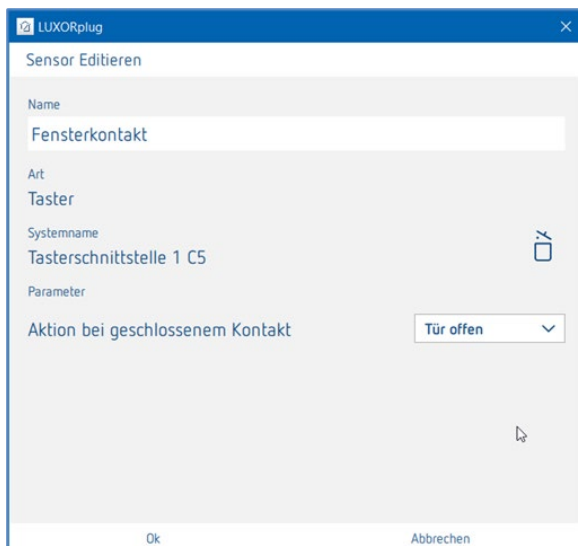 LUXORplug
Sensor Editieren
Name
Fensterkontakt
Art
Taster
Systemname
Tasterschnittstelle 1 C5
Parameter
Aktion bei geschlossenem Kontakt Tür offen
Ok Abbrechen